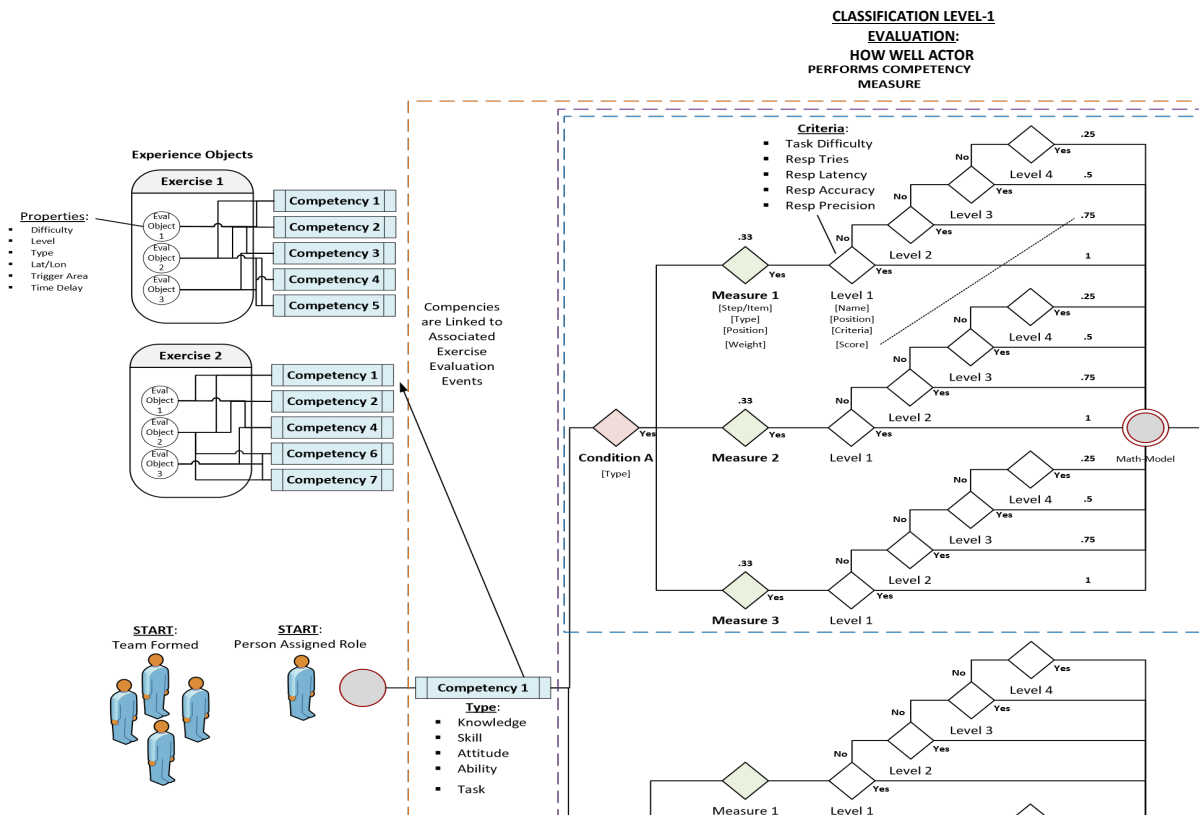 CLASSIFICATION LEVEL-1
EVALUATION:
HOW WELL ACTOR
PERFORMS COMPETENCY
MEASURE
Experience Objects
Exercise 1
Properties:
▪ Difficulty
▪ Level
▪ Type
▪ Lat/Lon
▪ Trigger Area
▪ Time Delay
Eval
Object
1
Eval
Object
2
Eval
Object
3
Competency 1
Competency 2
Competency 3
Competency 4
Competency 5
Exercise 2
Eval
Object
1
Eval
Object
2
Eval
Object
3
Competency 1
Competency 2
Competency 4
Competency 6
Competency 7
Compencies
are Linked to
Associated
Exercise
Evaluation
Events
START:
Team Formed
START:
Person Assigned Role
Competency 1
Type:
▪ Knowledge
▪ Skill
▪ Attitude
▪ Ability
▪ Task
Yes
Condition A
[Type]
Criteria:
▪ Task Difficulty
▪ Resp Tries
▪ Resp Latency
▪ Resp Accuracy
▪ Resp Precision
.25
Yes
No
Level 4
.5
Yes
No
Level 3
.75
Yes
No
Level 2
1
.33
Yes
Yes
Measure 1
[Step/Item]
[Type]
[Position]
[Weight]
Level 1
[Name]
[Position]
[Criteria]
[Score]
.25
Yes
No
Level 4
.5
Yes
No
Level 3
.75
Yes
No
Level 2
1
.33
Yes
Yes
Measure 2
Level 1
Math-Model
.25
Yes
No
Level 4
.5
Yes
No
Level 3
.75
Yes
No
Level 2
1
.33
Yes
Yes
Measure 3
Level 1
Yes
No
Level 4
Yes
No
Level 3
Yes
No
Level 2
Yes
Yes
Measure 1
Level 1